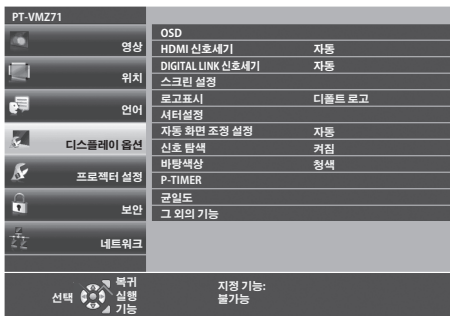 PT-VMZ71
영상
위치
언어
디스플레이 옵션
프로젝터 설정
보안
네트워크
OSD
HDMI 신호세기 자동
DIGITAL LINK 신호세기 자동
스크린 설정
로고표시 디폴트 로고
셔터설정
자동 화면 조정 설정 자동
신호 탐색 켜짐
바탕색상 청색
P-TIMER
균일도
그 외의 기능
선택
복귀
실행
기능
지정 기능:
불가능